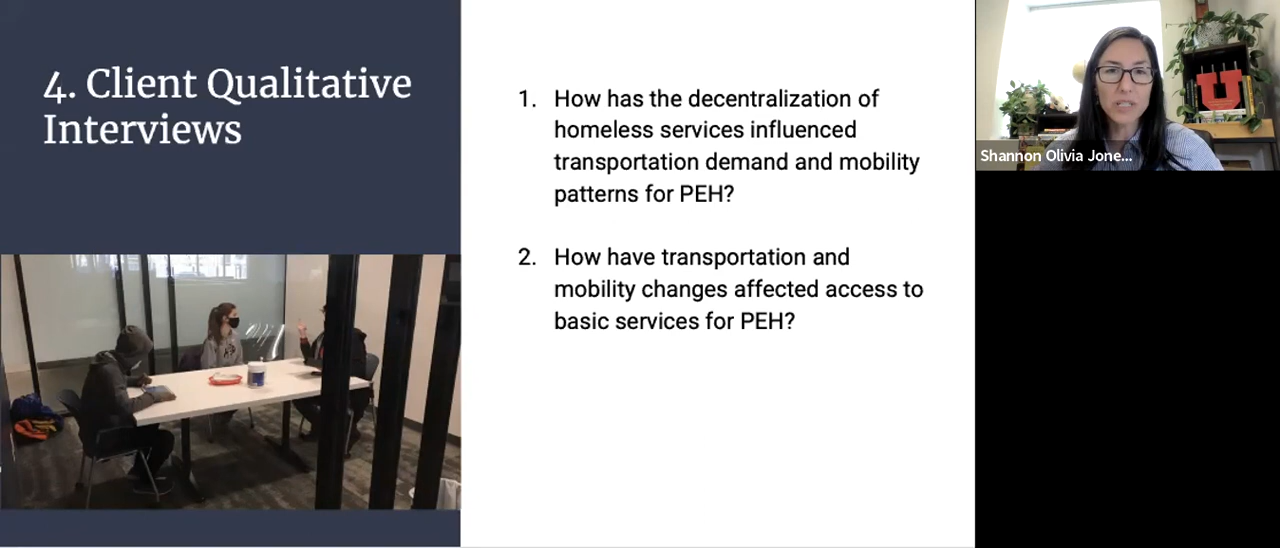 4. Client Qualitative
Interviews
1. How has the decentralization of
homeless services influenced
transportation demand and mobility
patterns for PEH?
2. How have transportation and
mobility changes affected access to
basic services for PEH?
Shannon Olivia Jone...
U